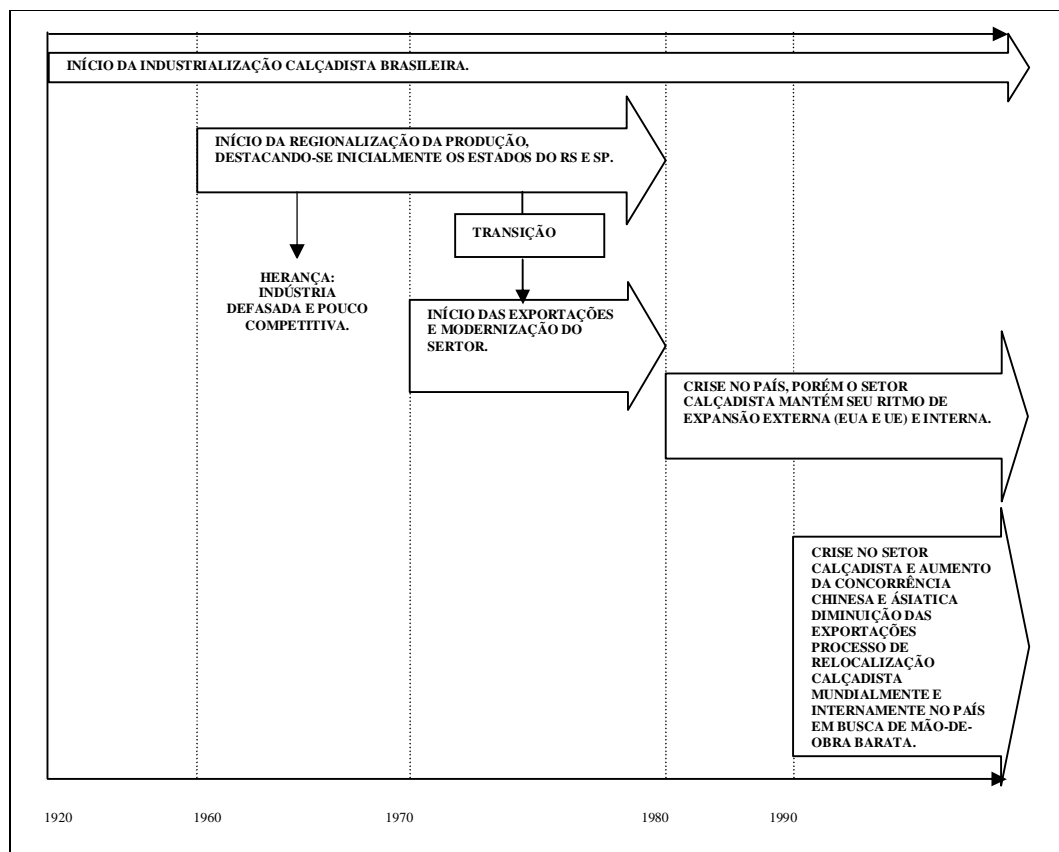 INÍCIO DA INDUSTRIALIZAÇÃO CALÇADISTA BRASILEIRA.
INÍCIO DA REGIONALIZAÇÃO DA PRODUÇÃO,
DESTACANDO-SE INICIALMENTE OS ESTADOS DO RS E SP.
TRANSIÇÃO
HERANÇA:
INDÚSTRIA
DEFASADA E POUCO
COMPETITIVA.
INÍCIO DAS EXPORTAÇÕES
E MODERNIZAÇÃO DO
SERTOR.
CRISE NO PAÍS, PORÉM O SETOR
CALÇADISTA MANTÉM SEU RITMO DE
EXPANSÃO EXTERNA (EUA E UE) E INTERNA.
CRISE NO SETOR
CALÇADISTA E AUMENTO
DA CONCORRÊNCIA
CHINESA E ÁSIATICA
DIMINUIÇÃO DAS
EXPORTAÇÕES
PROCESSO DE
RELOCALIZAÇÃO
CALÇADISTA
MUNDIALMENTE E
INTERNAMENTE NO PAÍS
EM BUSCA DE MÃO-DE-
OBRA BARATA.
1920 1960 1970 1980 1990